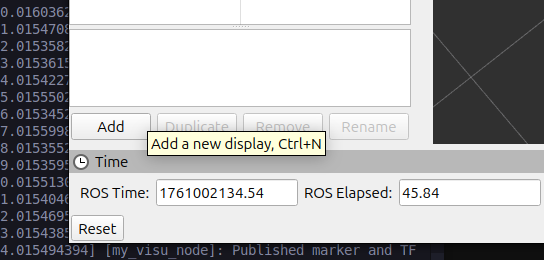 0.0160362
1.0154708
2.0153582
3.0153615
4.0154227
5.0155502
6.0153452
7.0155998
8.0153552
9.0153595
0.0155130
1.0154046
2.0154695
3.0154385
4.015494394] [my_visu_node]: Published marker and TF
Add Duplicate Remove Rename
Add a new display, Ctrl+N
Time
ROS Time: 1761002134.54 ROS Elapsed: 45.84
Reset